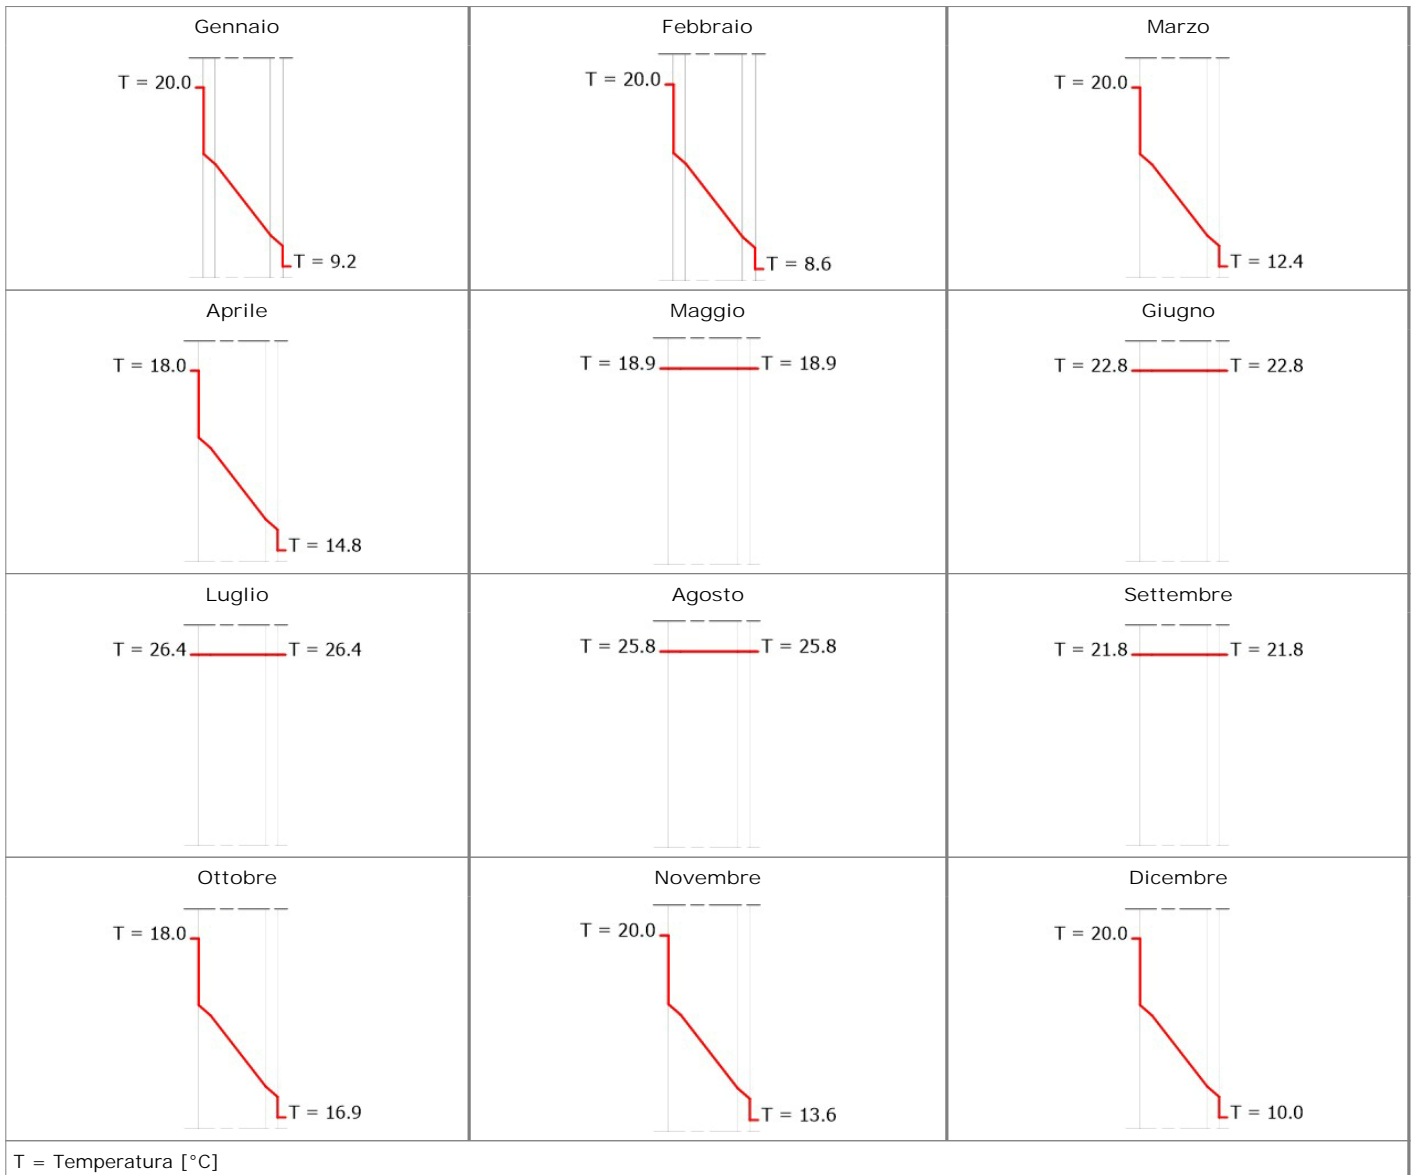 Gennaio
T = 20.0
T = 9.2
Febbraio
T = 20.0
T = 8.6
Marzo
T = 20.0
T = 12.4
Aprile
T = 18.0
T = 14.8
Maggio
T = 18.9 T = 18.9
Giugno
T = 22.8 T = 22.8
Luglio
T = 26.4 T = 26.4
Agosto
T = 25.8 T = 25.8
Settembre
T = 21.8 T = 21.8
Ottobre
T = 18.0
T = 16.9
Novembre
T = 20.0
T = 13.6
Dicembre
T = 20.0
T = 10.0
T = Temperatura [°C]